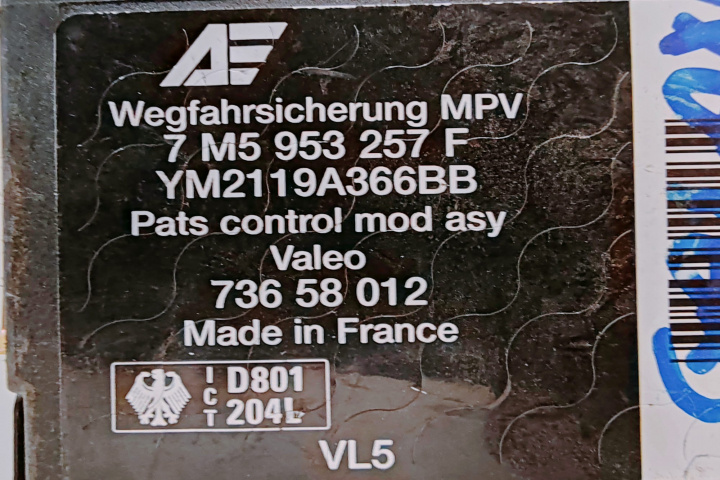 AE
Wegfahrsicherung MPV
7 M5 953 257 F
YM2119A366BB
Pats control mod asy
Valeo
736 58 012
Made in France
ICT D801
204L
VL5